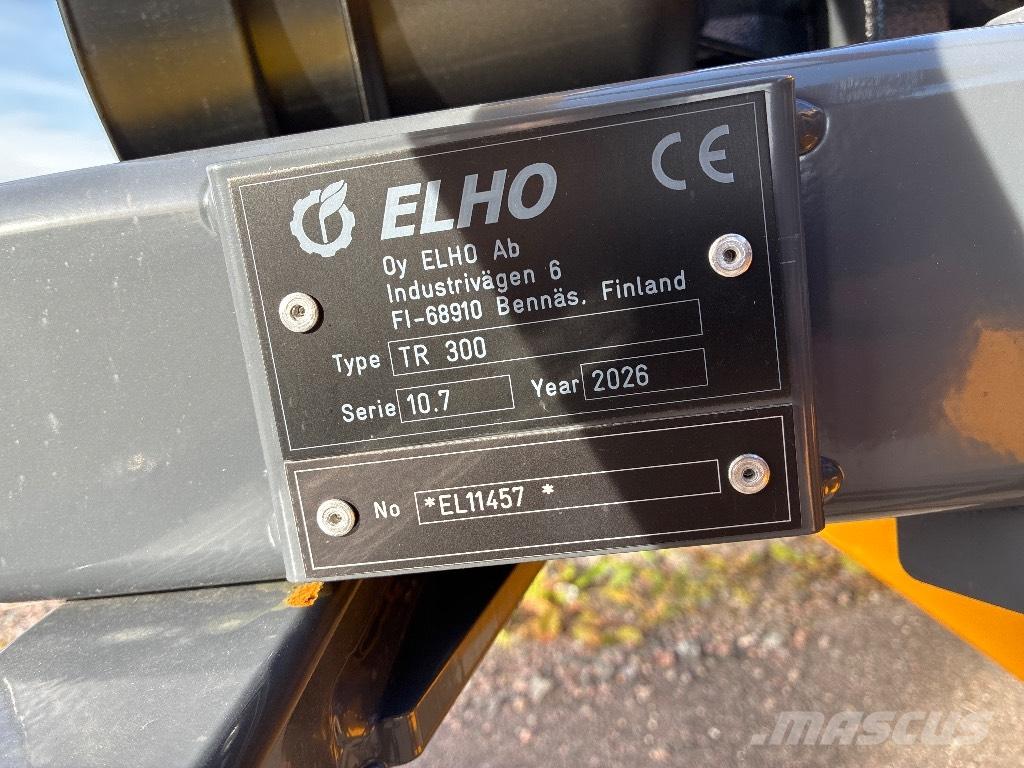 ELHO
CE
Oy ELHO Ab
Industrivägen 6
FI-68910 Bennäs. Finland
Type TR 300
Serie 10.7 Year 2026
No *EL11457 *
MASCUS